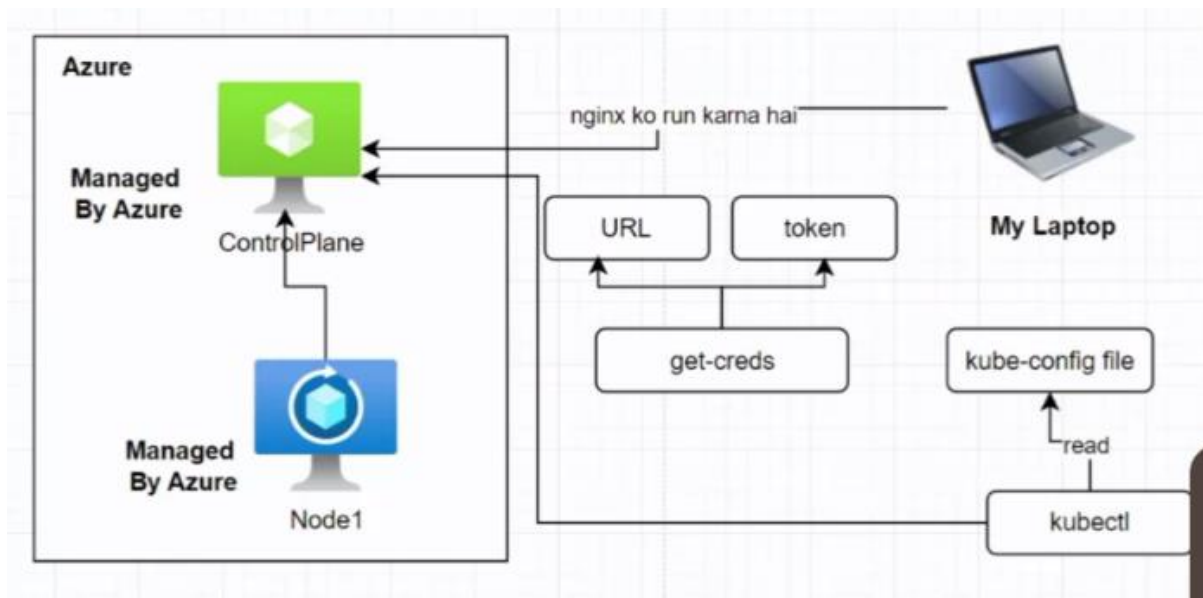 Azure
nginx ko run karna hai
Managed
By Azure
ControlPlane
URL
token
My Laptop
get-creds
kube-config file
read
Managed
By Azure
Node1
kubectl